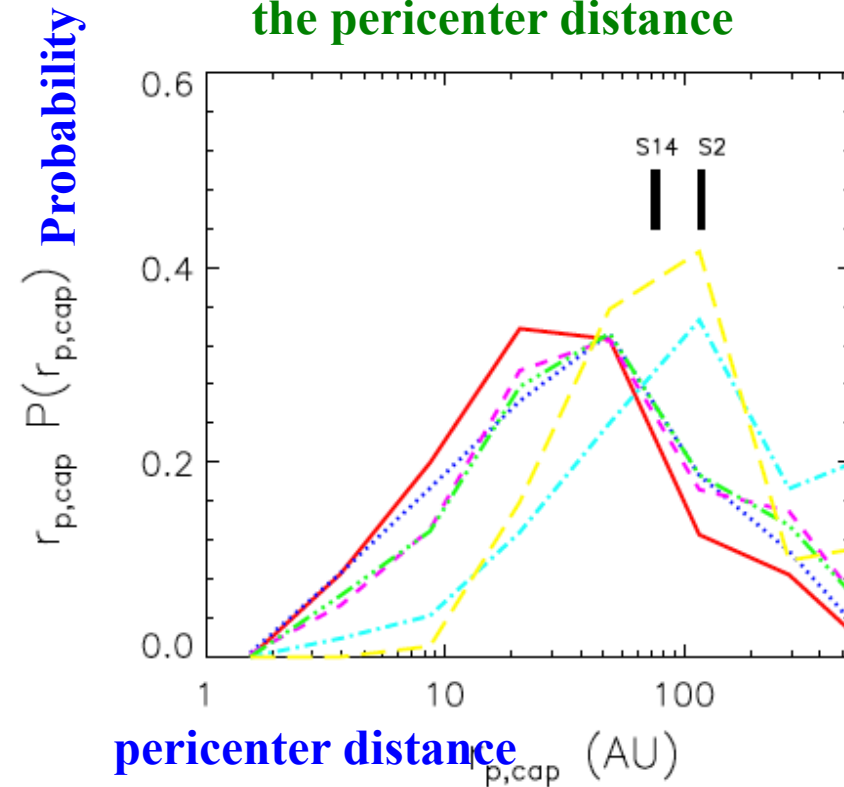 the pericenter distance
Probability
r_p,cap P(r_p,cap)
0.6
0.4
0.2
0.0
S14 S2
1 10 100
pericenter distance
r_p,cap (AU)